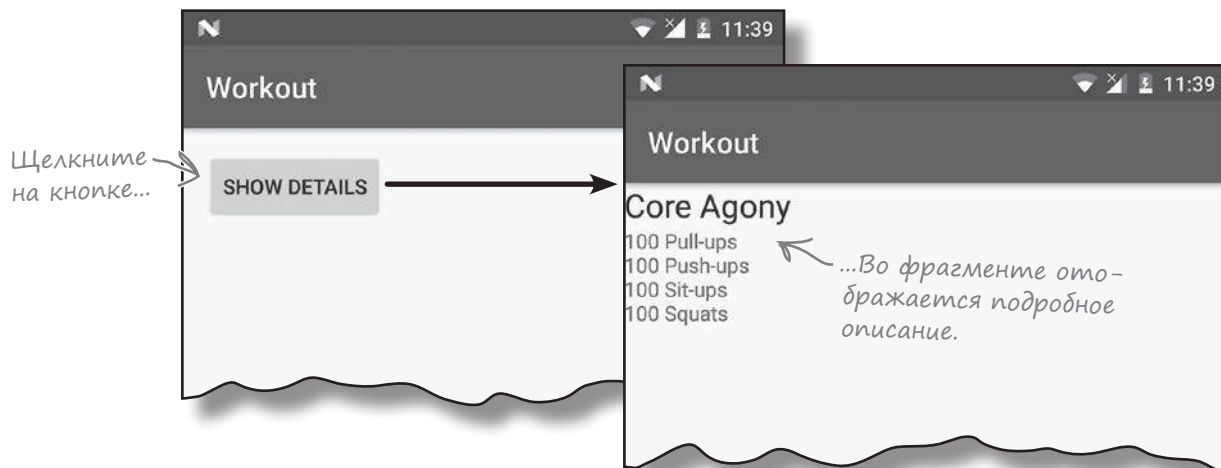 11:39
Workout
Щелкните
на кнопке...
SHOW DETAILS
11:39
Workout
Core Agony
100 Pull-ups
100 Push-ups
100 Sit-ups
100 Squats
...Во фрагменте ото-
бражается подробное
описание.